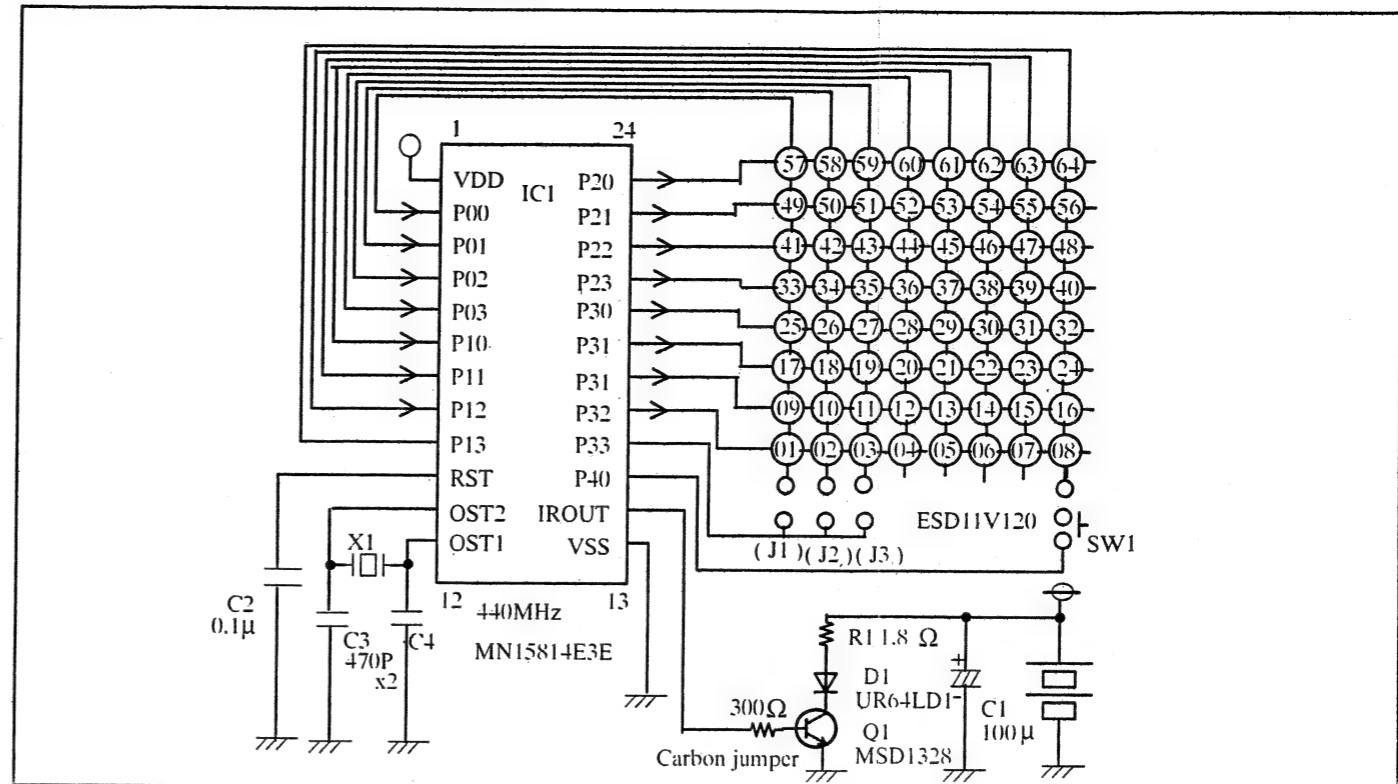 1 24
VDD IC1 P20
P00 P21
P01 P22
P02 P23
P03 P30
P10 P31
P11 P31
P12 P32
P13 P33
RST P40
OST2 IROUT
OST1 VSS
12 13
57 58 59 60 61 62 63 64
49 50 51 52 53 54 55 56
41 42 43 44 45 46 47 48
33 34 35 36 37 38 39 40
25 26 27 28 29 30 31 32
17 18 19 20 21 22 23 24
09 10 11 12 13 14 15 16
01 02 03 04 05 06 07 08
(J1) (J2) (J3)
ESD11V120
SW1
X1
C2
0.1μ
C3
470P
x2
C4
440MHz
MN15814E3E
R1 1.8 Ω
D1
UR64LD1
300Ω
Q1
MSD1328
Carbon jumper
+
-
C1
100μ